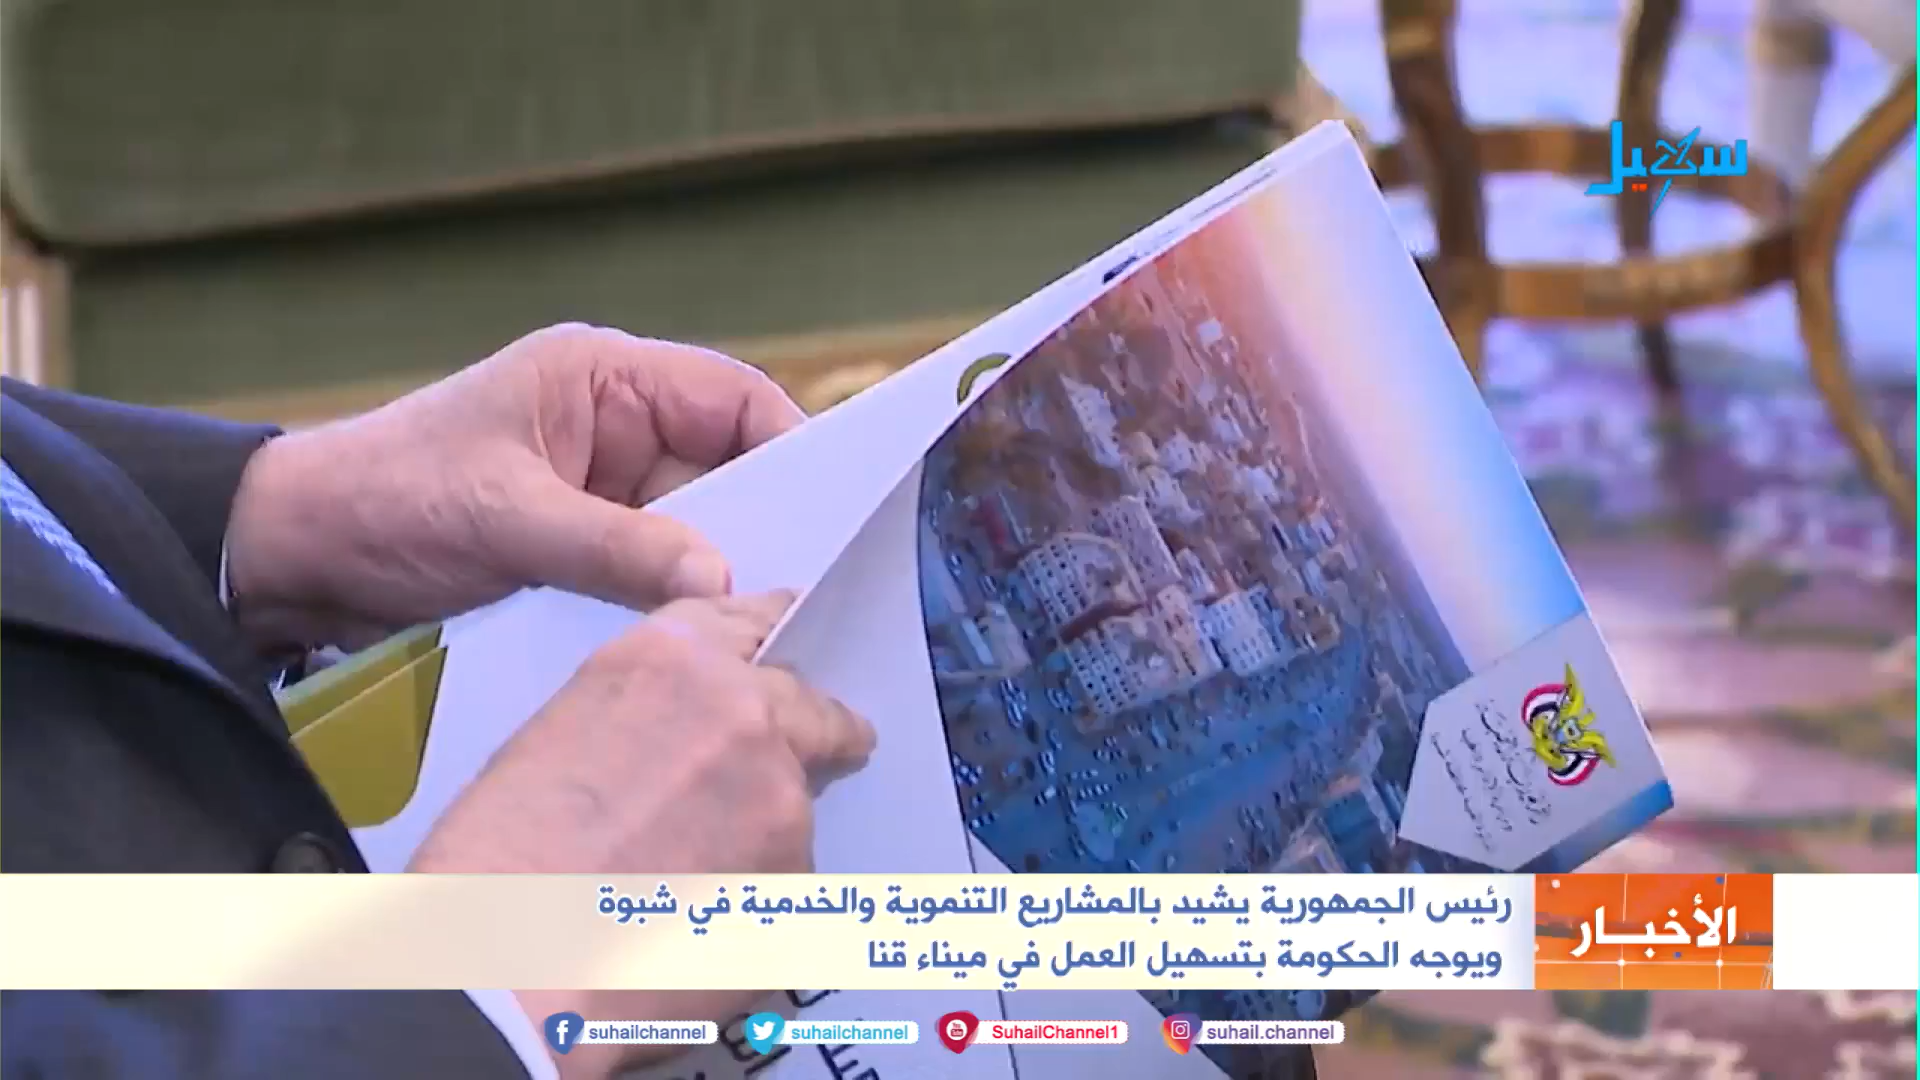 سهيل
رئيس الجمهورية يشيد بالمشاريع التنموية والخدمية في شبوة
ويوجه الحكومة بتسهيل العمل في ميناء قنا
الأخبـار
suhailchannel
suhailchannel
SuhailChannel1
suhail.channel